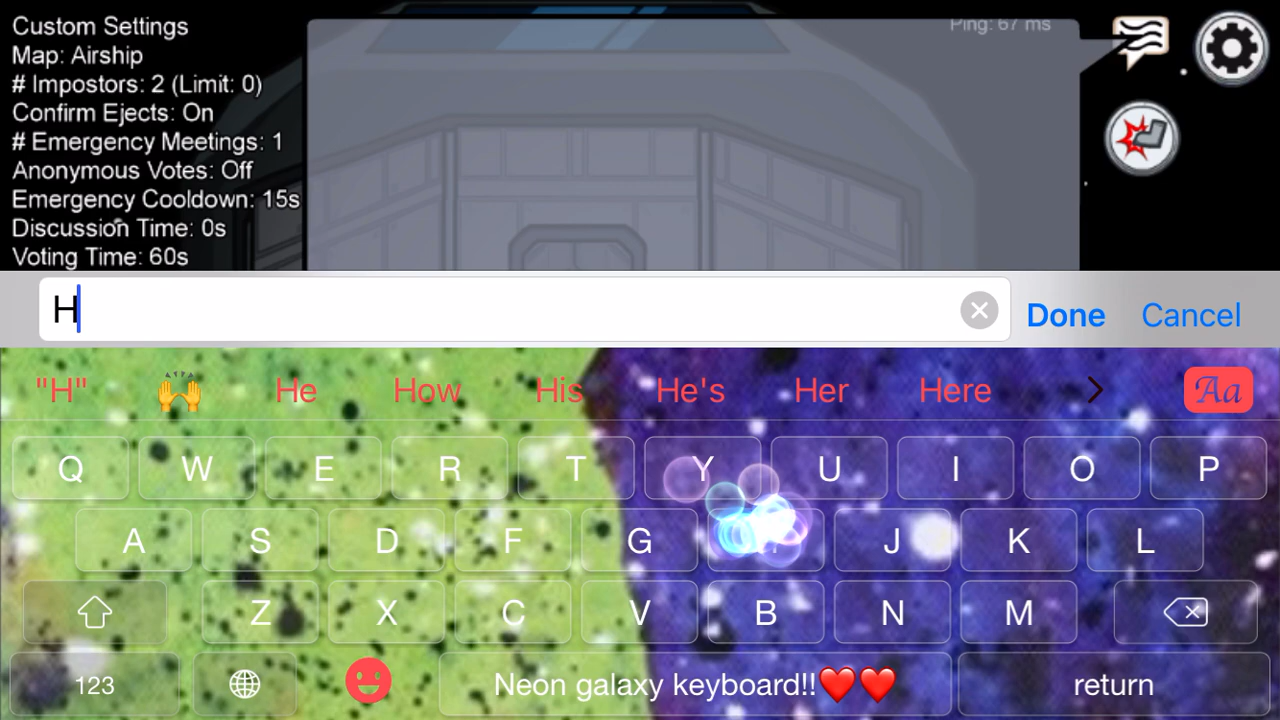 Custom Settings
Ping: 67 ms
Map: Airship
# Impostors: 2 (Limit: 0)
Confirm Ejects: On
# Emergency Meetings: 1
Anonymous Votes: Off
Emergency Cooldown: 15s
Discussion Time: 0s
Voting Time: 60s
H
Done Cancel
"H" 🙌 He How His He's Her Here > Aa
Q W E R T Y U I O P
A S D F G J K L
Z X C V B N M
123 Neon galaxy keyboard!!❤️❤️ return